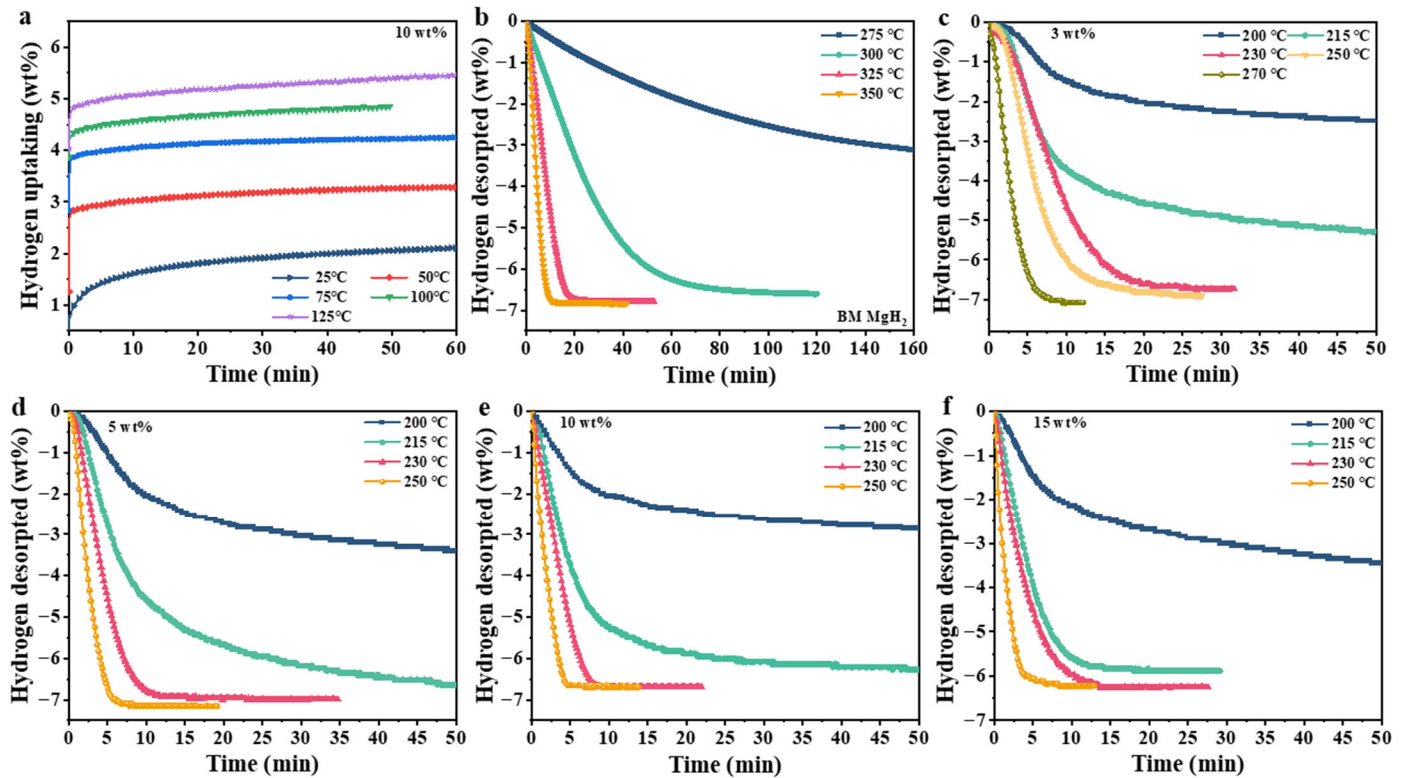 a
10 wt%
Hydrogen uptaking (wt%)
6
5
4
3
2
1
25℃
50℃
75℃
100℃
125℃
0 10 20 30 40 50 60
Time (min)
b
Hydrogen desorpted (wt%)
0
−1
−2
−3
−4
−5
−6
−7
275 ℃
300 ℃
325 ℃
350 ℃
BM MgH₂
0 20 40 60 80 100 120 140 160
Time (min)
c
3 wt%
Hydrogen desorpted (wt%)
0
−1
−2
−3
−4
−5
−6
−7
200 ℃
215 ℃
230 ℃
250 ℃
270 ℃
0 5 10 15 20 25 30 35 40 45 50
Time (min)
d
5 wt%
Hydrogen desorpted (wt%)
0
−1
−2
−3
−4
−5
−6
−7
200 ℃
215 ℃
230 ℃
250 ℃
0 5 10 15 20 25 30 35 40 45 50
Time (min)
e
10 wt%
Hydrogen desorpted (wt%)
0
−1
−2
−3
−4
−5
−6
−7
200 ℃
215 ℃
230 ℃
250 ℃
0 5 10 15 20 25 30 35 40 45 50
Time (min)
f
15 wt%
Hydrogen desorpted (wt%)
0
−1
−2
−3
−4
−5
−6
−7
200 ℃
215 ℃
230 ℃
250 ℃
0 5 10 15 20 25 30 35 40 45 50
Time (min)